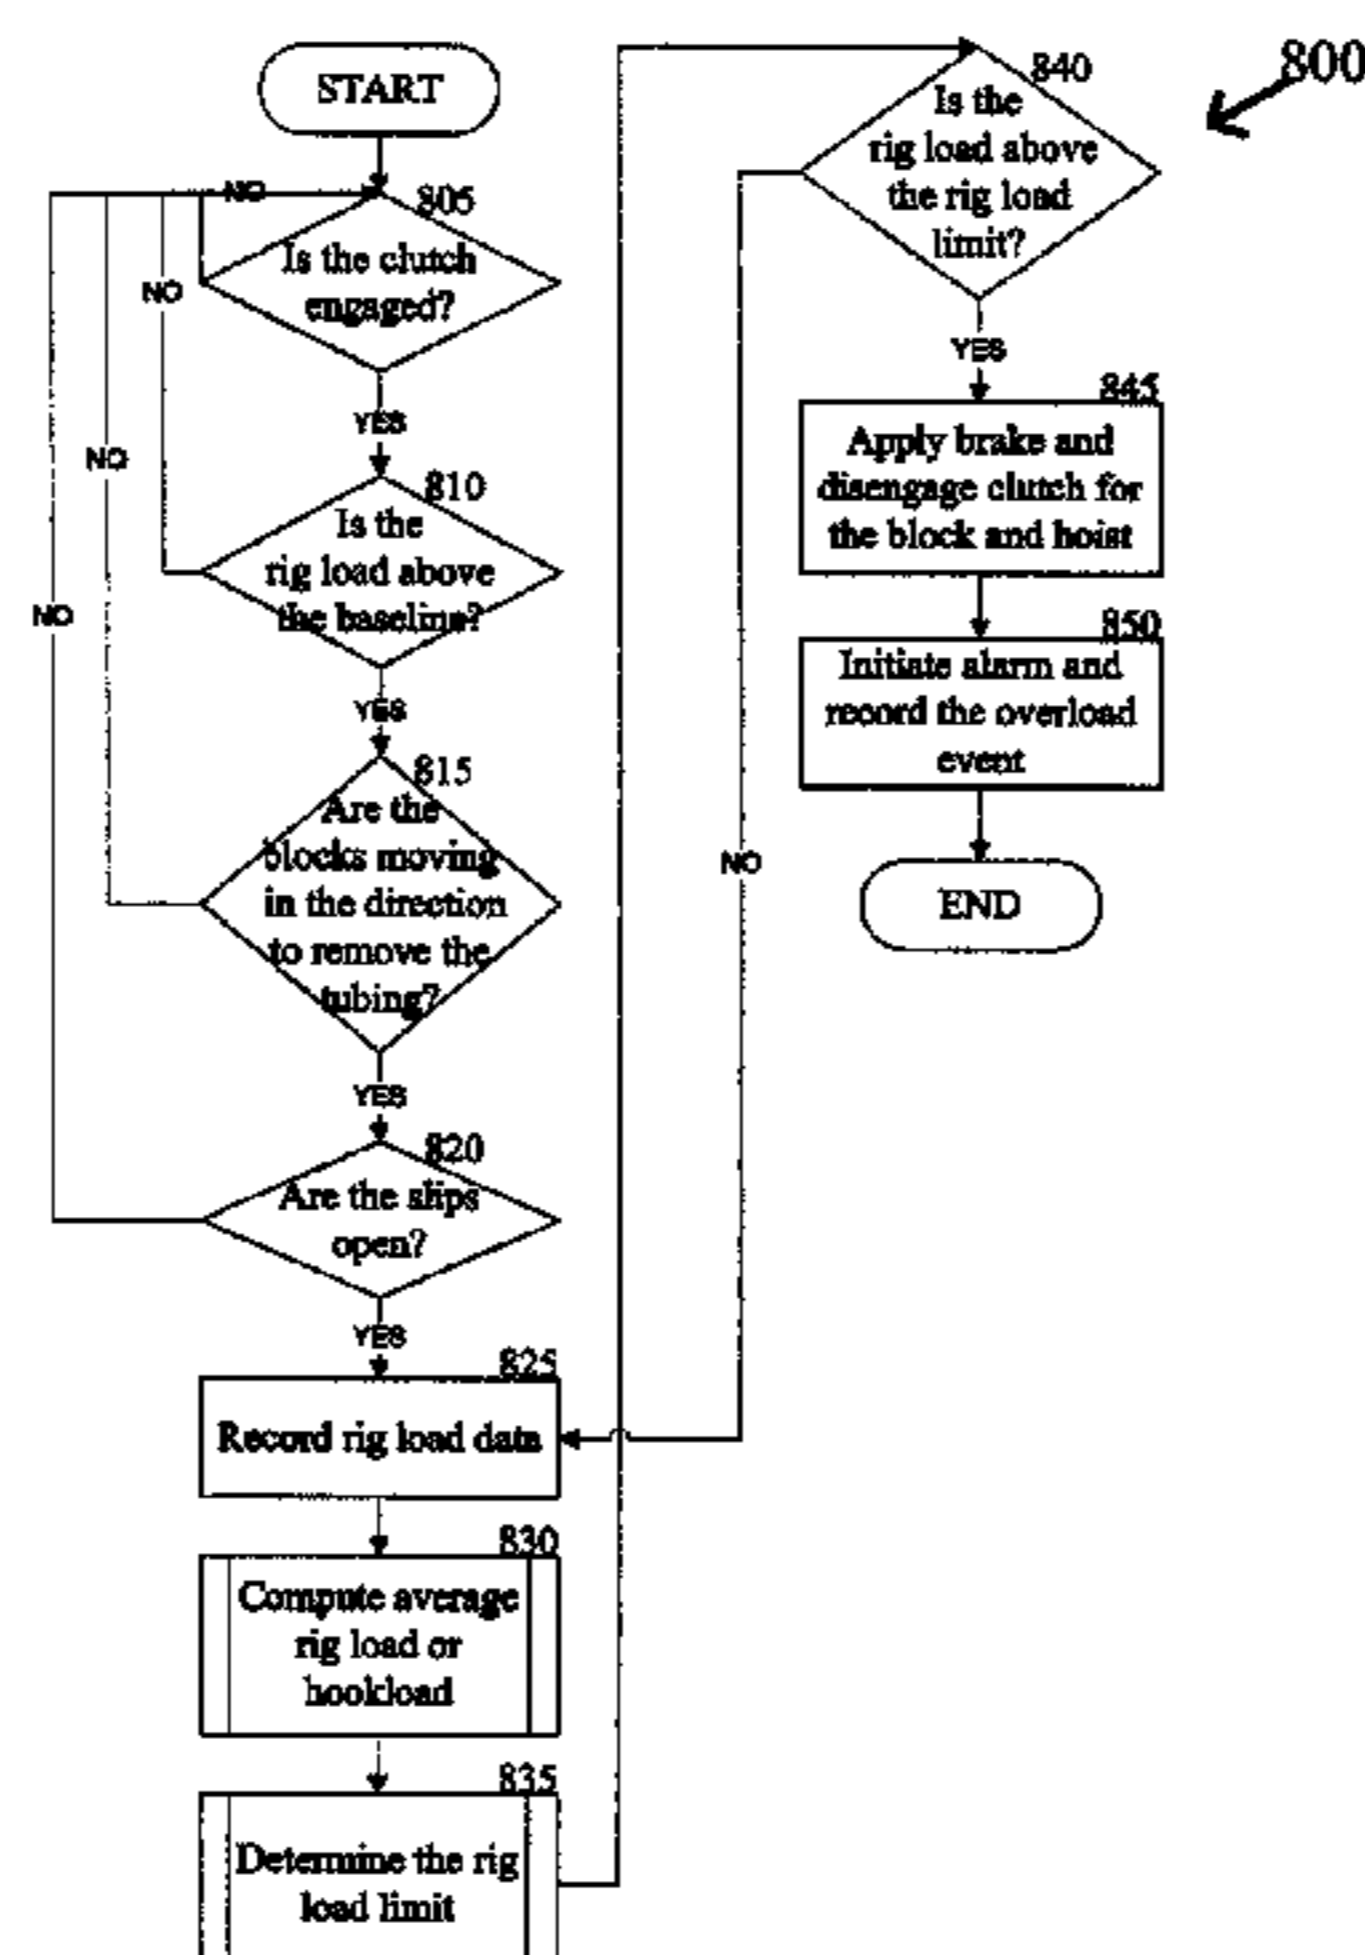 START
NO
805
Is the clutch
engaged?
NO
YES
810
Is the
rig load above
the baseline?
NO
YES
815
Are the
blocks moving
in the direction
to remove the
tubing?
NO
YES
820
Are the slips
open?
YES
825
Record rig load data
830
Compute average
rig load or
hookload
835
Determine the rig
load limit
800
840
Is the
rig load above
the rig load
limit?
YES
NO
845
Apply brake and
disengage clutch for
the block and hoist
850
Initiate alarm and
record the overload
event
END